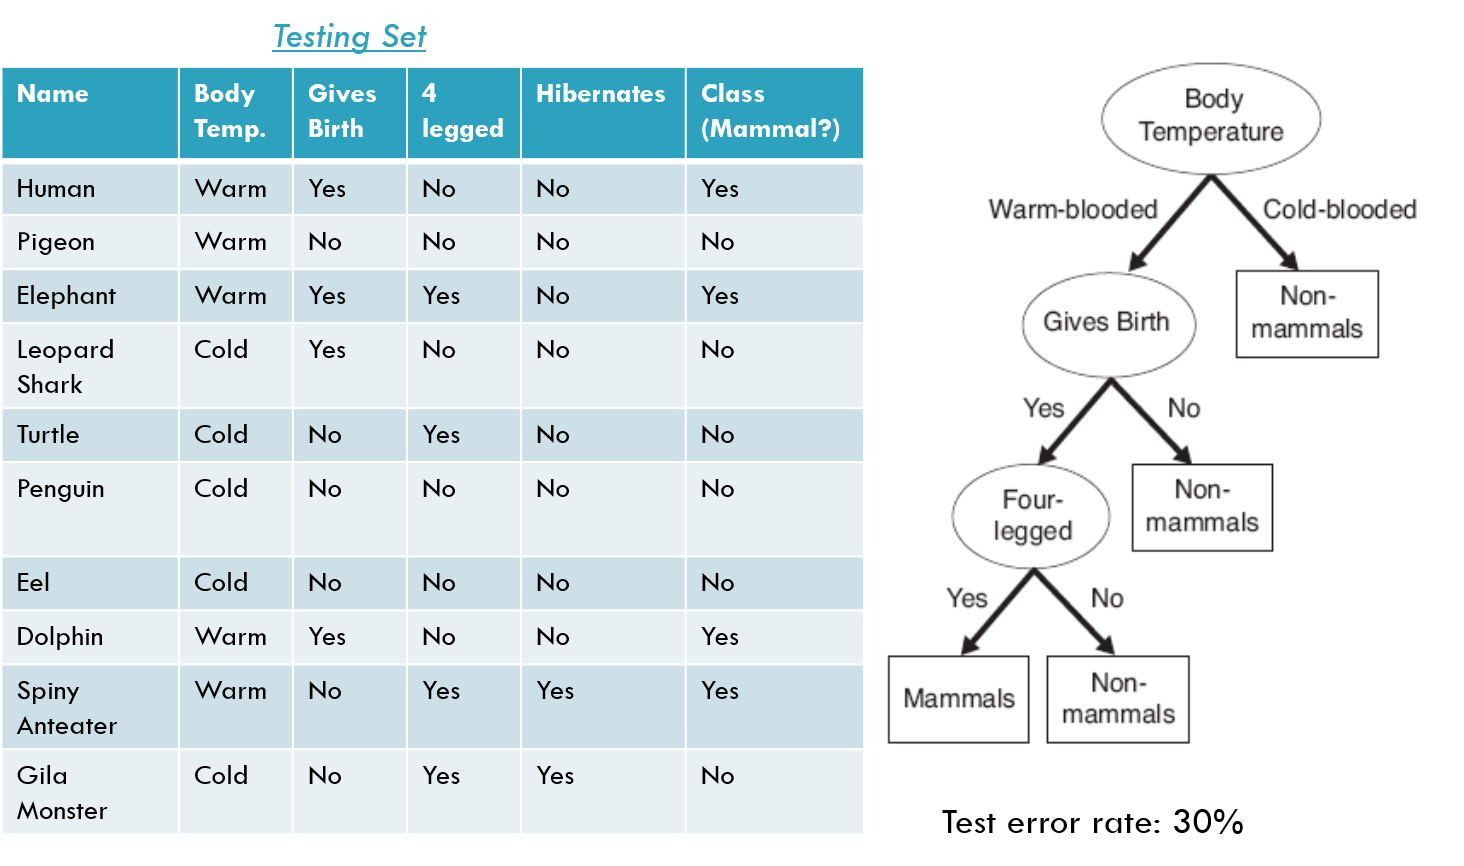 Testing Set
Name Body Temp. Gives Birth 4 legged Hibernates Class (Mammal?)
Human Warm Yes No No Yes
Pigeon Warm No No No No
Elephant Warm Yes Yes No Yes
Leopard Shark Cold Yes No No No
Turtle Cold No Yes No No
Penguin Cold No No No No
Eel Cold No No No No
Dolphin Warm Yes No No Yes
Spiny Anteater Warm No Yes Yes Yes
Gila Monster Cold No Yes Yes No
Body
Temperature
Warm-blooded Cold-blooded
Gives Birth
Non-
mammals
Yes No
Four-
legged
Non-
mammals
Yes No
Mammals
Non-
mammals
Test error rate: 30%